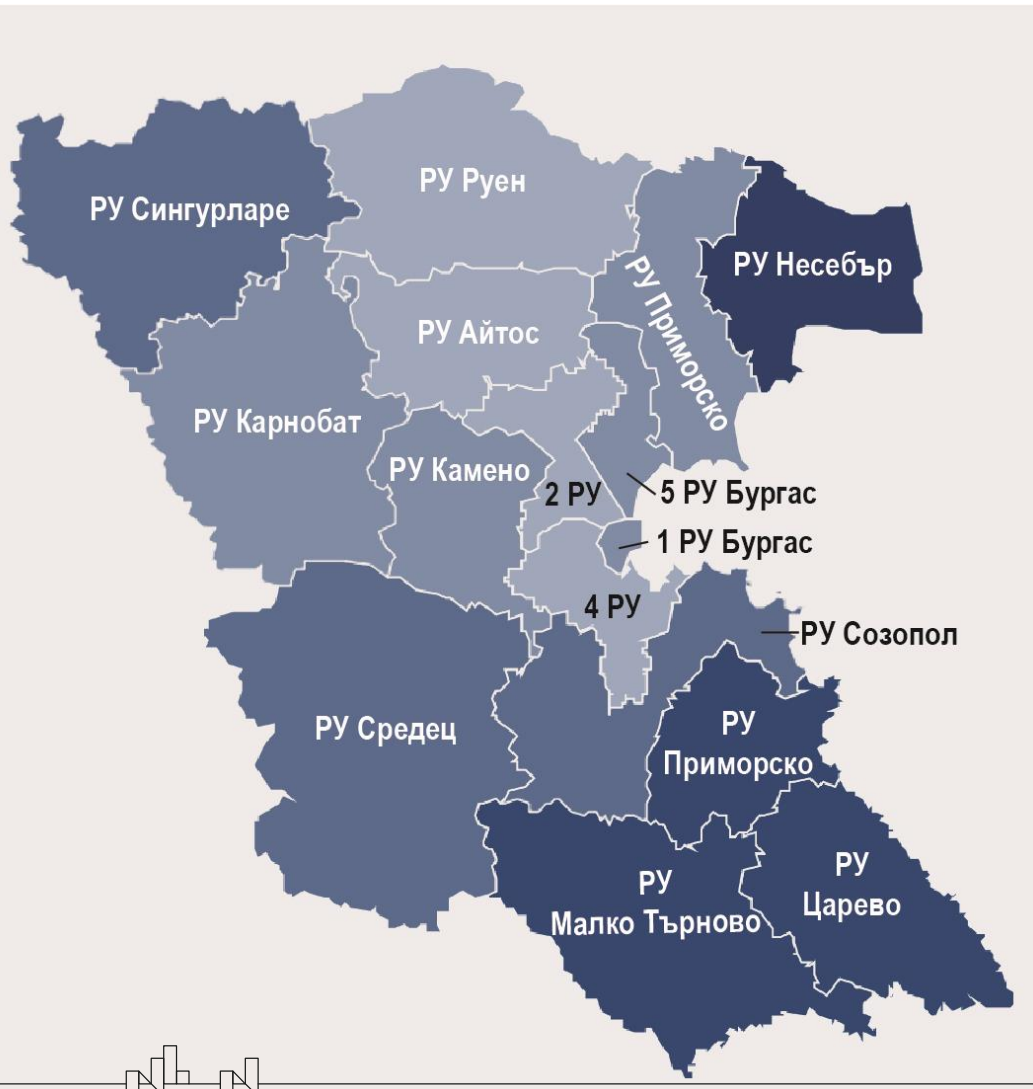 РУ Руен
РУ Сингурларе
РУ Несебър
РУ Приморско
РУ Айтос
РУ Карнобат
РУ Камено
2 РУ
5 РУ Бургас
1 РУ Бургас
4 РУ
РУ Созопол
РУ Средец
РУ
Приморско
РУ
Царево
РУ
Малко Търново